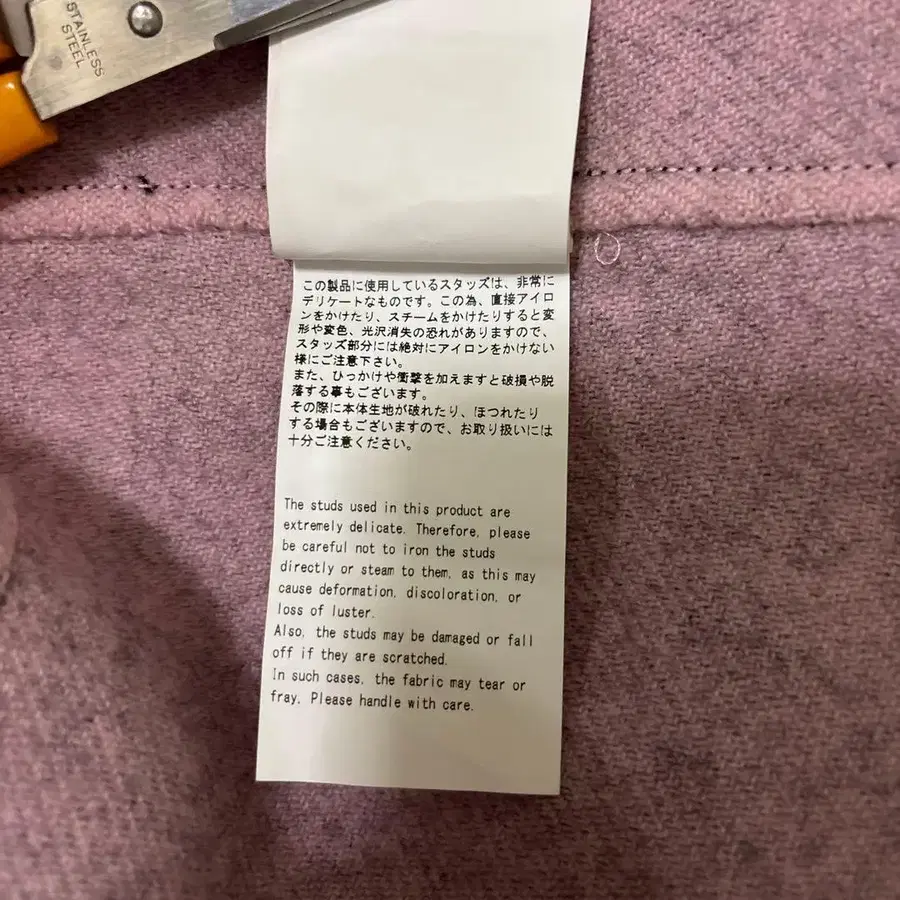 STAINLESS
STEEL
この製品に使用しているスタッズは、非常に
デリケートなものです。この為、直接アイロ
ンをかけたり、スチームをかけたりすると変
形や変色、光沢消失の恐れがありますので、
スタッズ部分には絶対にアイロンをかけない
様にご注意下さい。
また、ひっかけや衝撃を加えますと破損や脱
落する事もございます。
その際に本体生地が破れたり、ほつれたり
する場合もございますので、お取り扱いには
十分ご注意ください。
The studs used in this product are
extremely delicate. Therefore, please
be careful not to iron the studs
directly or steam to them, as this may
cause deformation, discoloration, or
loss of luster.
Also, the studs may be damaged or fall
off if they are scratched.
In such cases, the fabric may tear or
fray, Please handle with care.